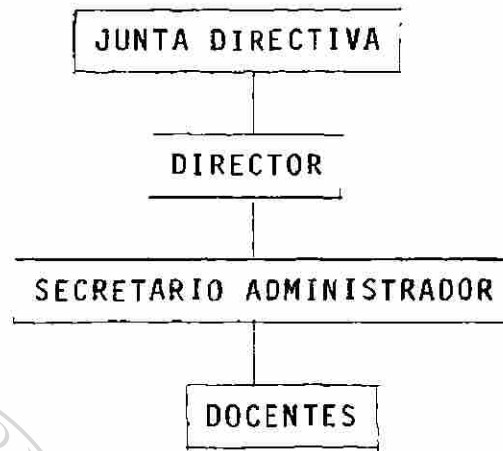 JUNTA DIRECTIVA
DIRECTOR
SECRETARIO ADMINISTRADOR
DOCENTES